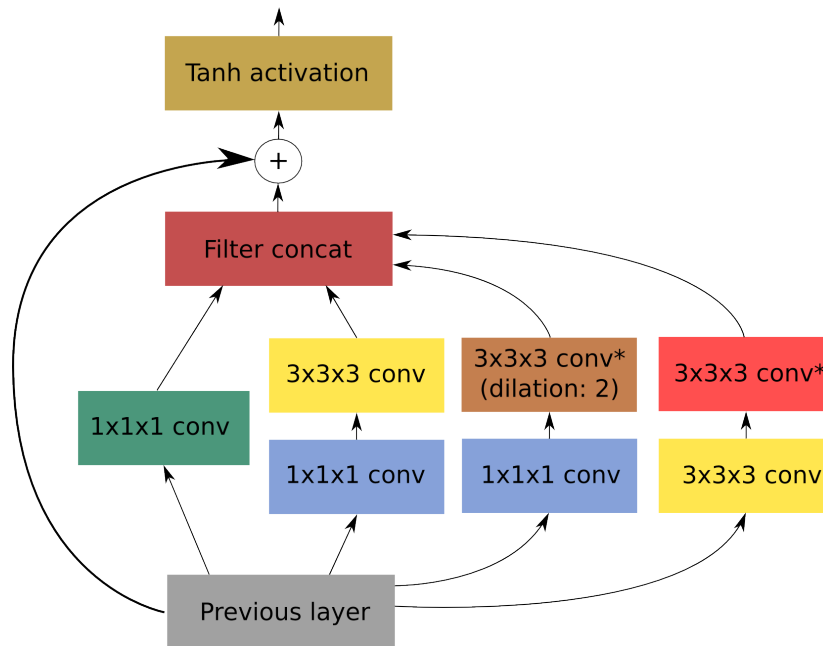 Tanh activation
+
Filter concat
3x3x3 conv
3x3x3 conv*
(dilation: 2)
3x3x3 conv*
1x1x1 conv
1x1x1 conv
1x1x1 conv
3x3x3 conv
Previous layer